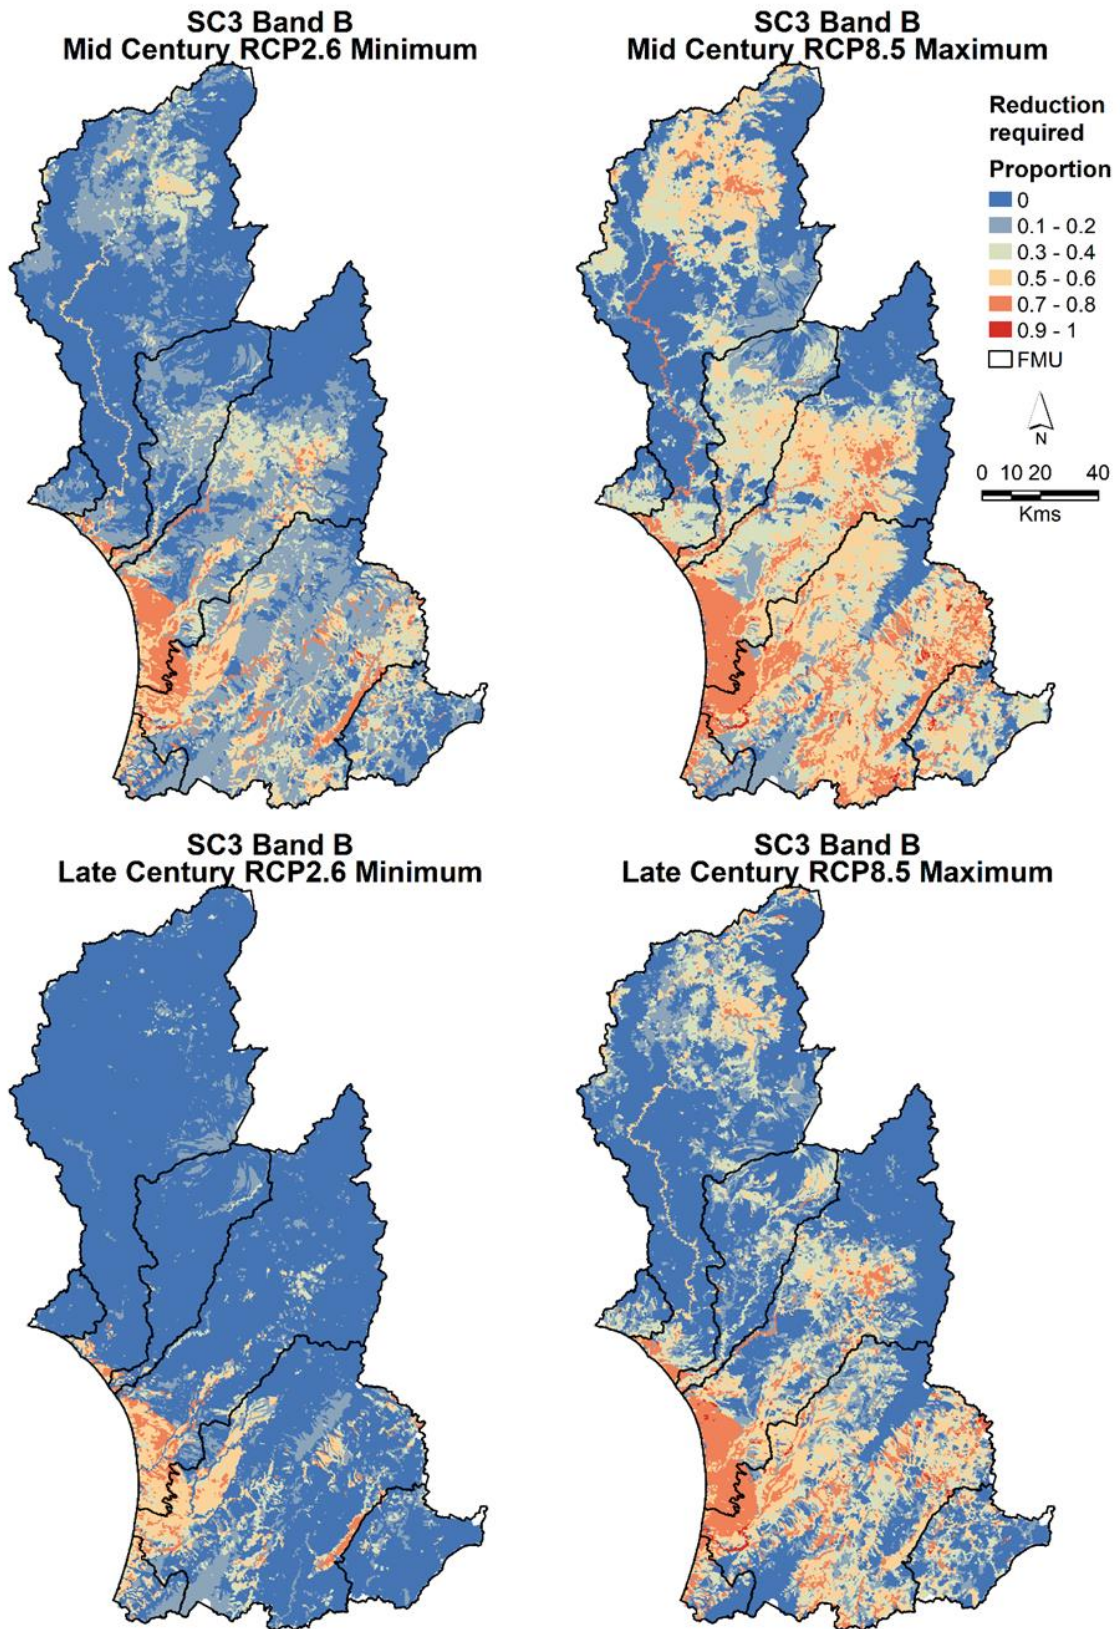 SC3 Band B
Mid Century RCP2.6 Minimum
SC3 Band B
Mid Century RCP8.5 Maximum
Reduction
required
Proportion
0
0.1 - 0.2
0.3 - 0.4
0.5 - 0.6
0.7 - 0.8
0.9 - 1
FMU
N
0 10 20 40
Kms
SC3 Band B
Late Century RCP2.6 Minimum
SC3 Band B
Late Century RCP8.5 Maximum